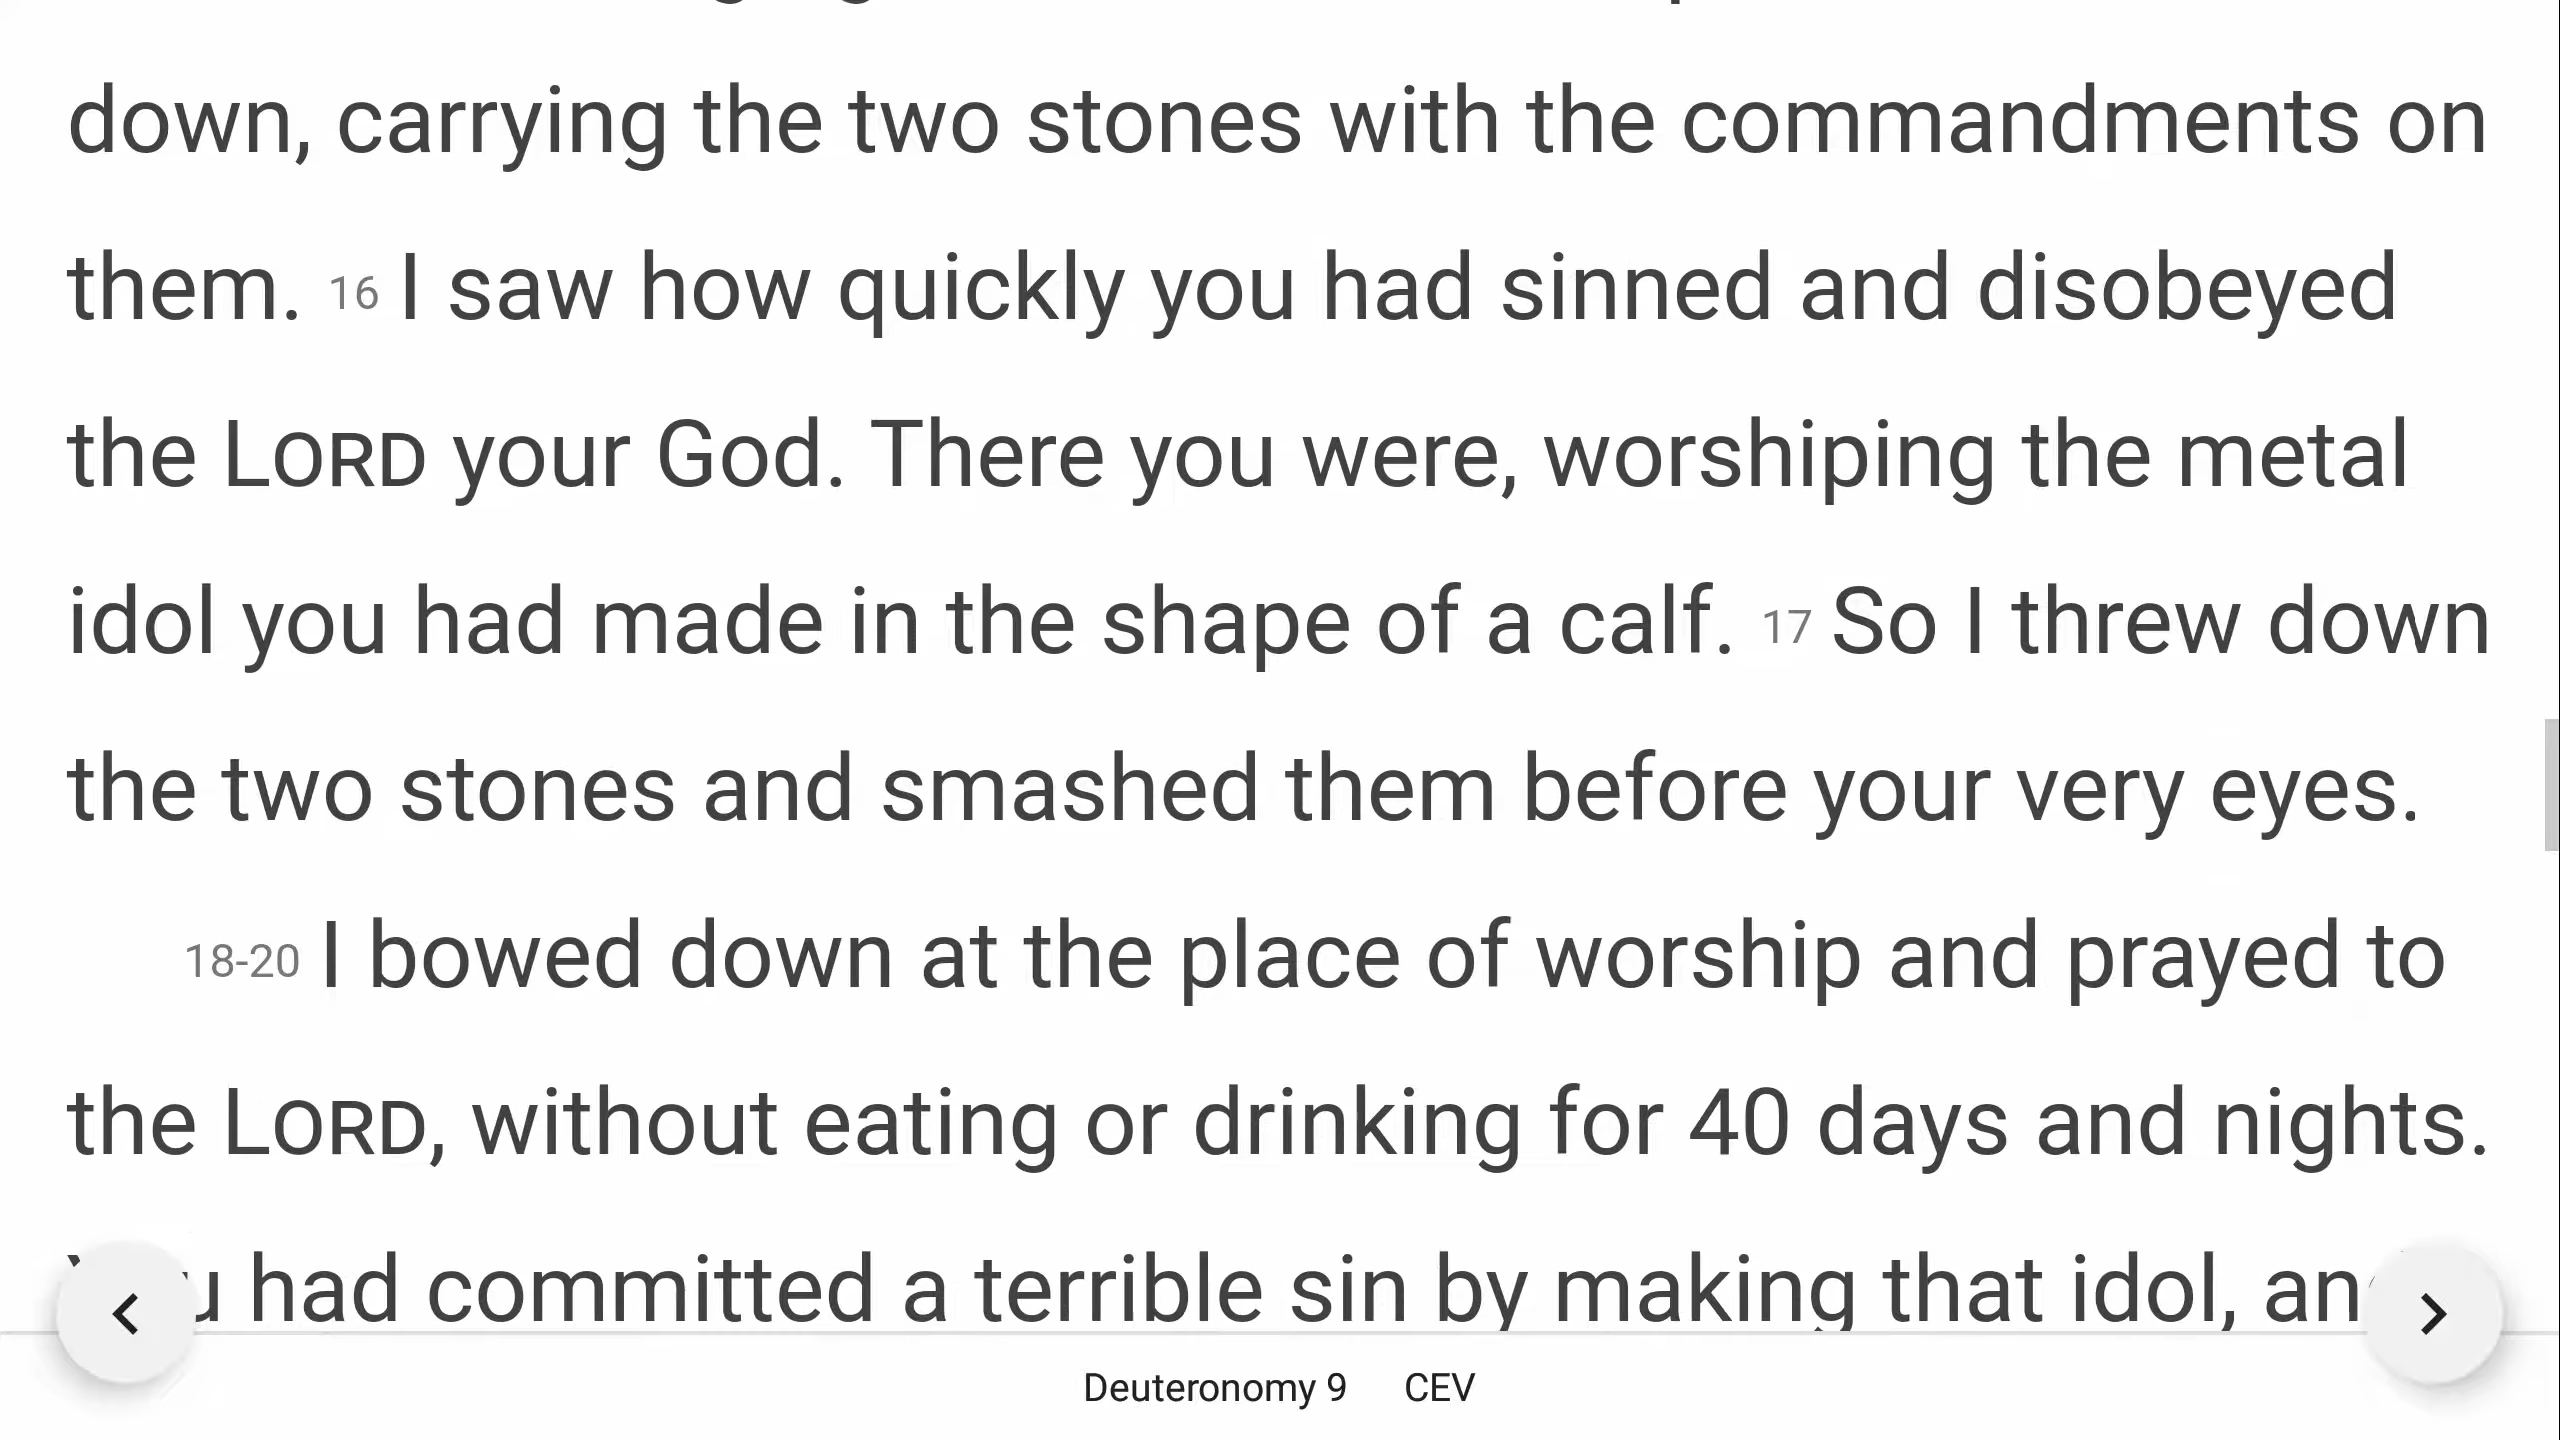 down, carrying the two stones with the commandments on
them. 16 I saw how quickly you had sinned and disobeyed
the LORD your God. There you were, worshiping the metal
idol you had made in the shape of a calf. 17 So I threw down
the two stones and smashed them before your very eyes.
18-20 I bowed down at the place of worship and prayed to
the LORD, without eating or drinking for 40 days and nights.
had committed a terrible sin by making that idol,
Deuteronomy 9 CEV